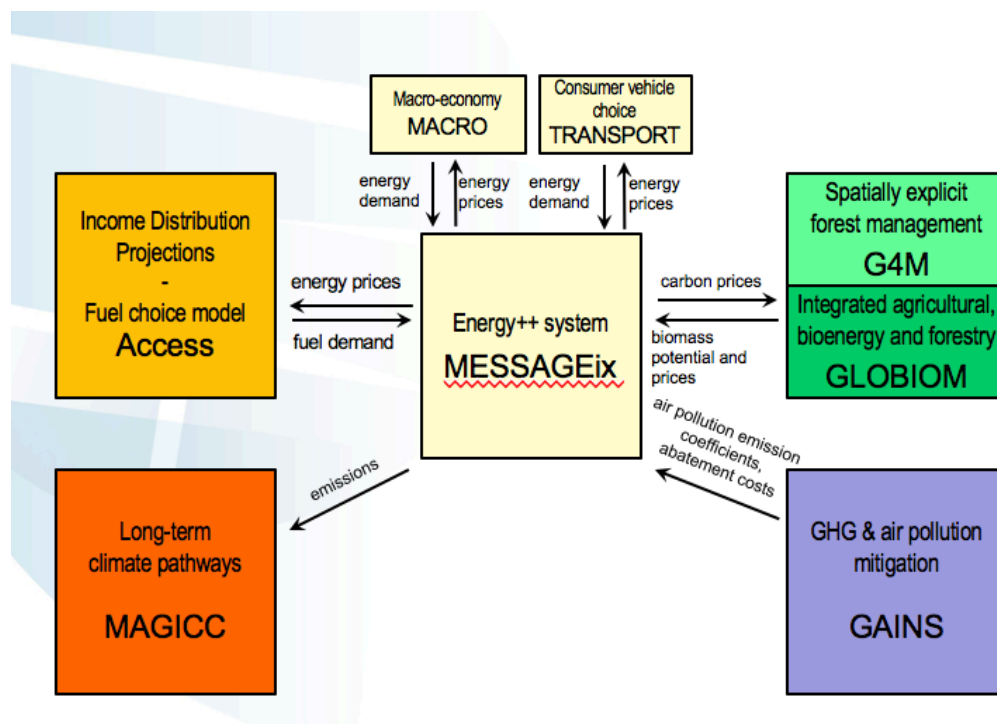 Macro-economy
MACRO
Consumer vehicle
choice
TRANSPORT
energy
demand
energy
prices
energy
demand
energy
prices
Income Distribution
Projections
-
Fuel choice model
Access
energy prices
fuel demand
Energy++ system
MESSAGEix
carbon prices
biomass
potential and
prices
Spatially explicit
forest management
G4M
Integrated agricultural,
bioenergy and forestry
GLOBIOM
air pollution emission
coefficients,
abatement costs
emissions
Long-term
climate pathways
MAGICC
GHG & air pollution
mitigation
GAINS